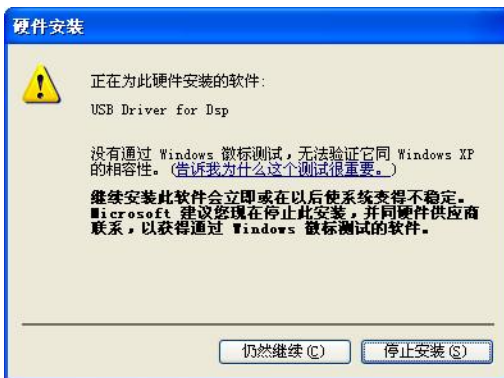 硬件安装
正在为此硬件安装的软件:
USB Driver for Dsp
没有通过 Windows 徽标测试，无法验证它同 Windows XP
的相容性。(告诉我为什么这个测试很重要。)
继续安装此软件会立即或在以后使系统变得不稳定。
Microsoft 建议您现在停止此安装，并同硬件供应商
联系，以获得通过 Windows 徽标测试的软件。
仍然继续(C) 停止安装(S)